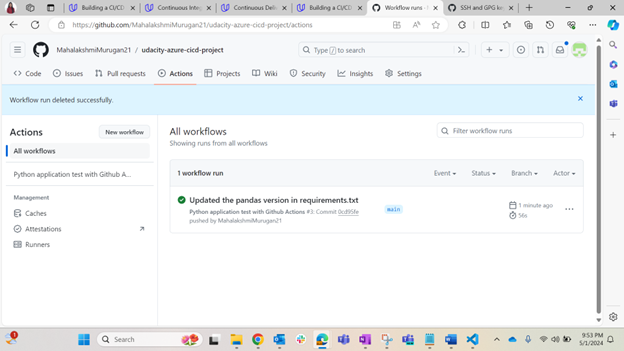 Building a CI/CD
Continuous Integ
Continuous Deliv
Building a CI/CD
Workflow runs
SSH and GPG ke
https://github.com/MahalakshmiMurugan21/udacity-azure-cicd-project/actions
MahalakshmiMurugan21 / udacity-azure-cicd-project
Type / to search
Code
Issues
Pull requests
Actions
Projects
Wiki
Security
Insights
Settings
Workflow run deleted successfully.
Actions
New workflow
All workflows
Python application test with Github A...
Management
Caches
Attestations
Runners
All workflows
Showing runs from all workflows
Filter workflow runs
1 workflow run
Event
Status
Branch
Actor
Updated the pandas version in requirements.txt
Python application test with Github Actions #3: Commit 0cd95fe
pushed by MahalakshmiMurugan21
main
1 minute ago
56s
Search
9:53 PM
5/1/2024